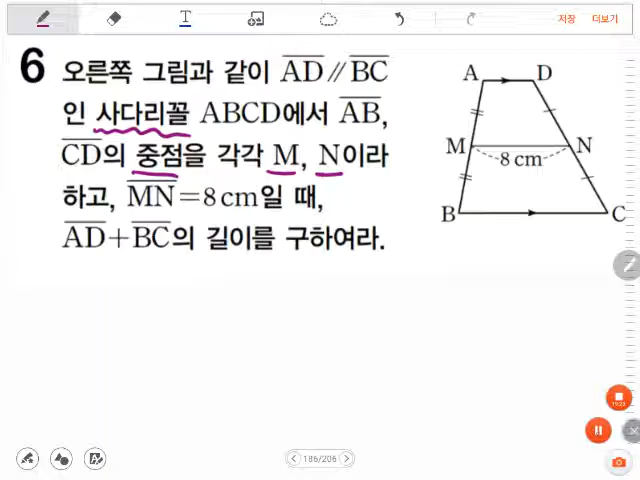 T
저장
더보기
6 오른쪽 그림과 같이 AD∥BC
인 사다리꼴 ABCD에서 AB,
CD의 중점을 각각 M, N이라
하고, MN=8cm일 때,
AD+BC의 길이를 구하여라.
A D
M N
8 cm
B C
186/206